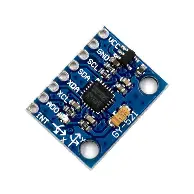 VCC
GND
SCL
SDA
XDA
XCL
ADO
INT
GY-521
X
Y